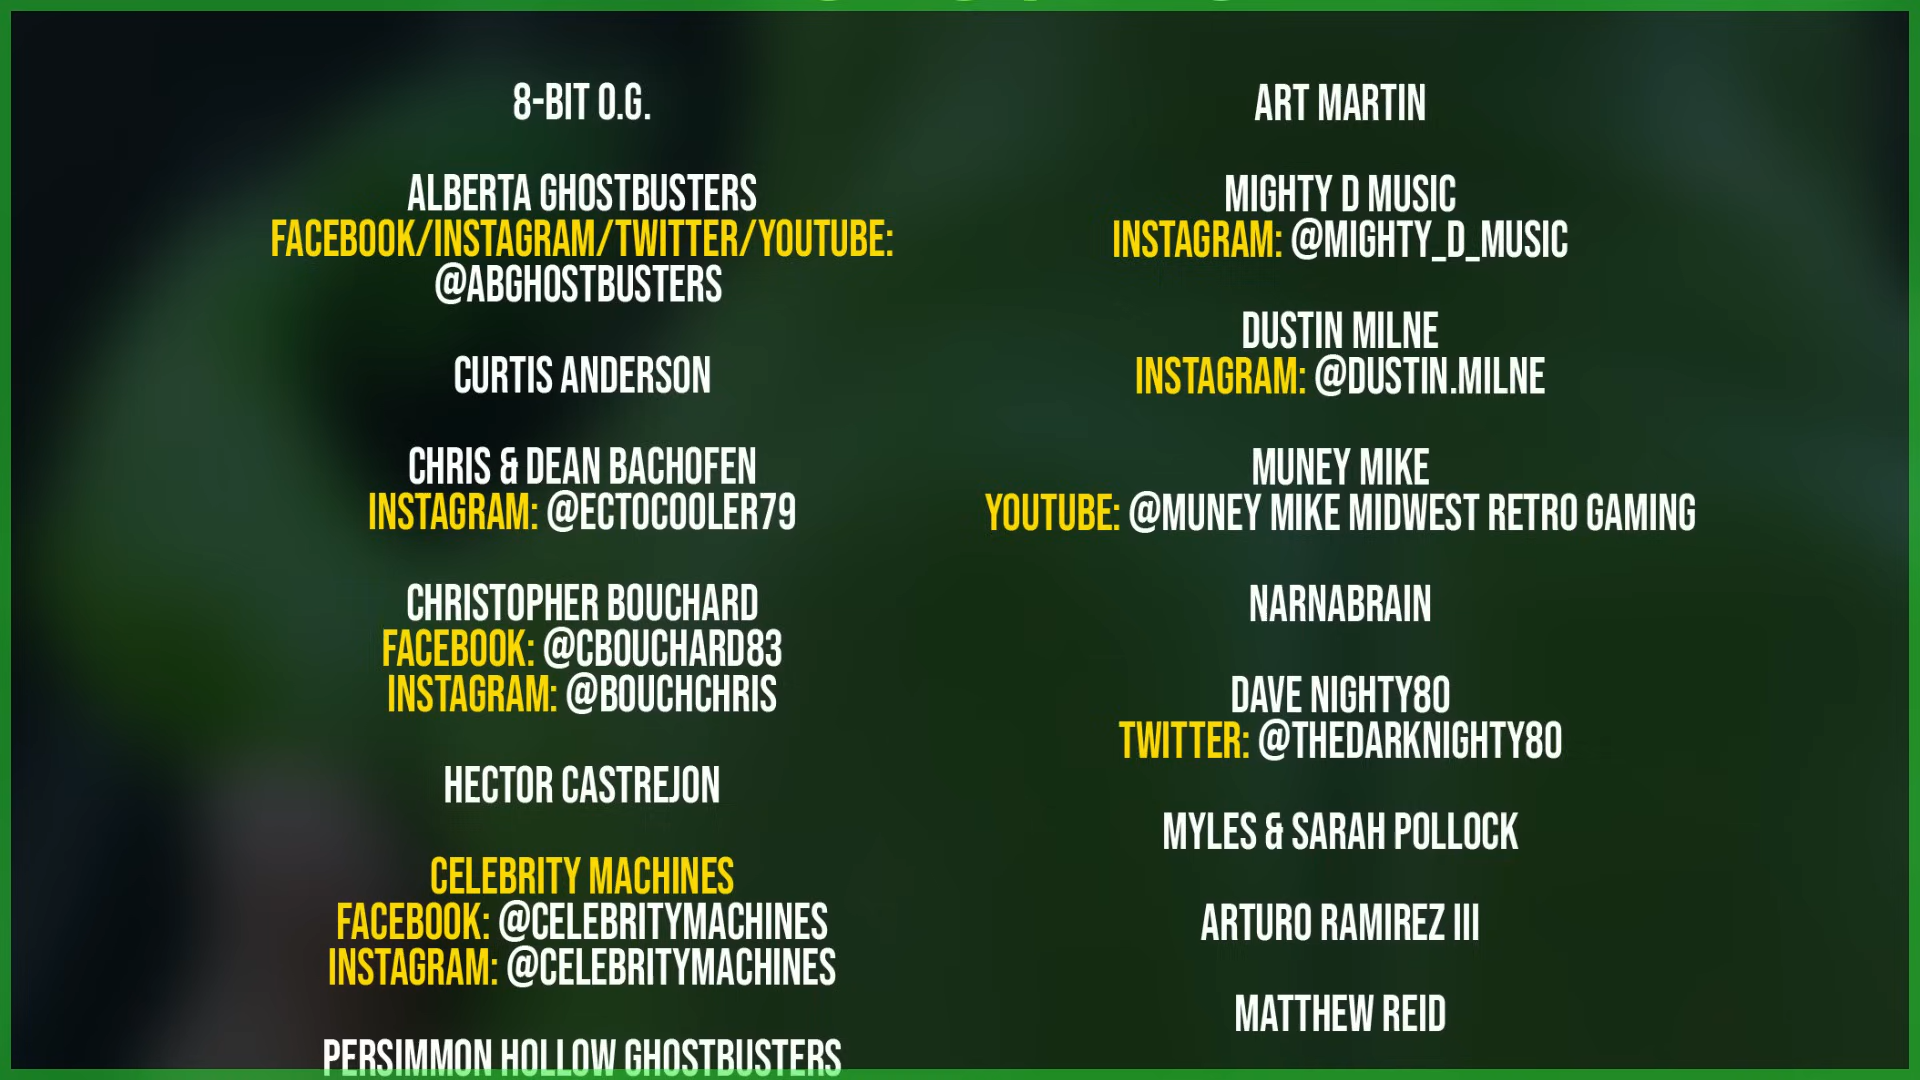 8-BIT O.G.
ALBERTA GHOSTBUSTERS
FACEBOOK/INSTAGRAM/TWITTER/YOUTUBE:
@ABGHOSTBUSTERS
CURTIS ANDERSON
CHRIS & DEAN BACHOFEN
INSTAGRAM: @ECTOCOOLER79
CHRISTOPHER BOUCHARD
FACEBOOK: @CBOUCHARD83
INSTAGRAM: @BOUCHCHRIS
HECTOR CASTREJON
CELEBRITY MACHINES
FACEBOOK: @CELEBRITYMACHINES
INSTAGRAM: @CELEBRITYMACHINES
PERSIMMON HOLLOW GHOSTBUSTERS
ART MARTIN
MIGHTY D MUSIC
INSTAGRAM: @MIGHTY_D_MUSIC
DUSTIN MILNE
INSTAGRAM: @DUSTIN.MILNE
MUNEY MIKE
YOUTUBE: @MUNEY MIKE MIDWEST RETRO GAMING
NARNABRAIN
DAVE NIGHTY80
TWITTER: @THEDARKNIGHTY80
MYLES & SARAH POLLOCK
ARTURO RAMIREZ III
MATTHEW REID